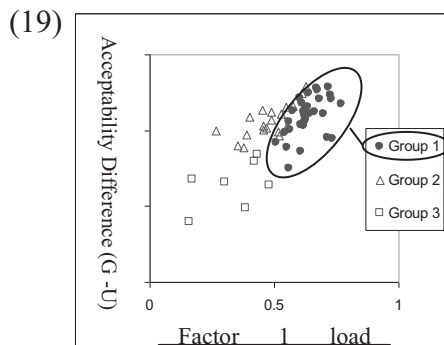 (19)
Acceptability Difference (G -U)
Group 1
Group 2
Group 3
0 0.5 1
Factor 1 load